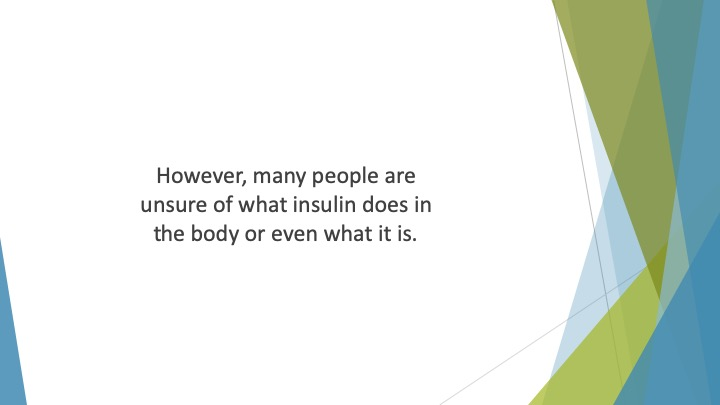 However, many people are
unsure of what insulin does in
the body or even what it is.